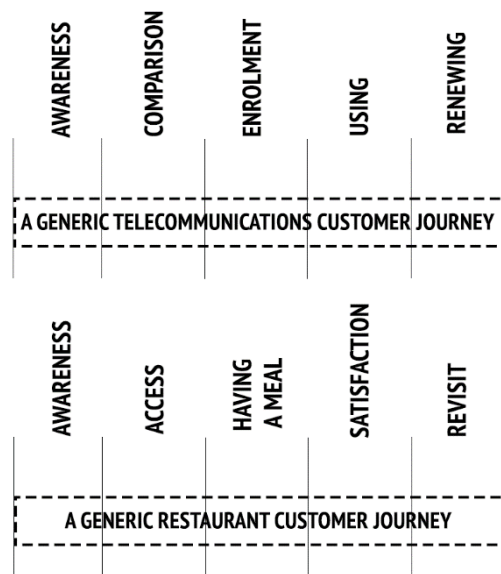 AWARENESS
COMPARISON
ENROLMENT
USING
RENEWING
A GENERIC TELECOMMUNICATIONS CUSTOMER JOURNEY
AWARENESS
ACCESS
HAVING
A MEAL
SATISFACTION
REVISIT
A GENERIC RESTAURANT CUSTOMER JOURNEY